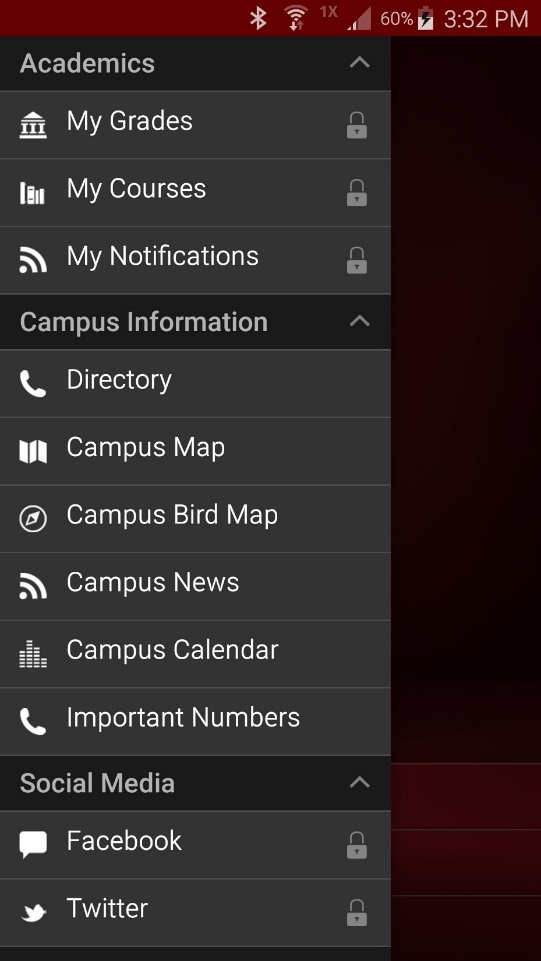 1X 60% 3:32 PM
Academics
My Grades
My Courses
My Notifications
Campus Information
Directory
Campus Map
Campus Bird Map
Campus News
Campus Calendar
Important Numbers
Social Media
Facebook
Twitter